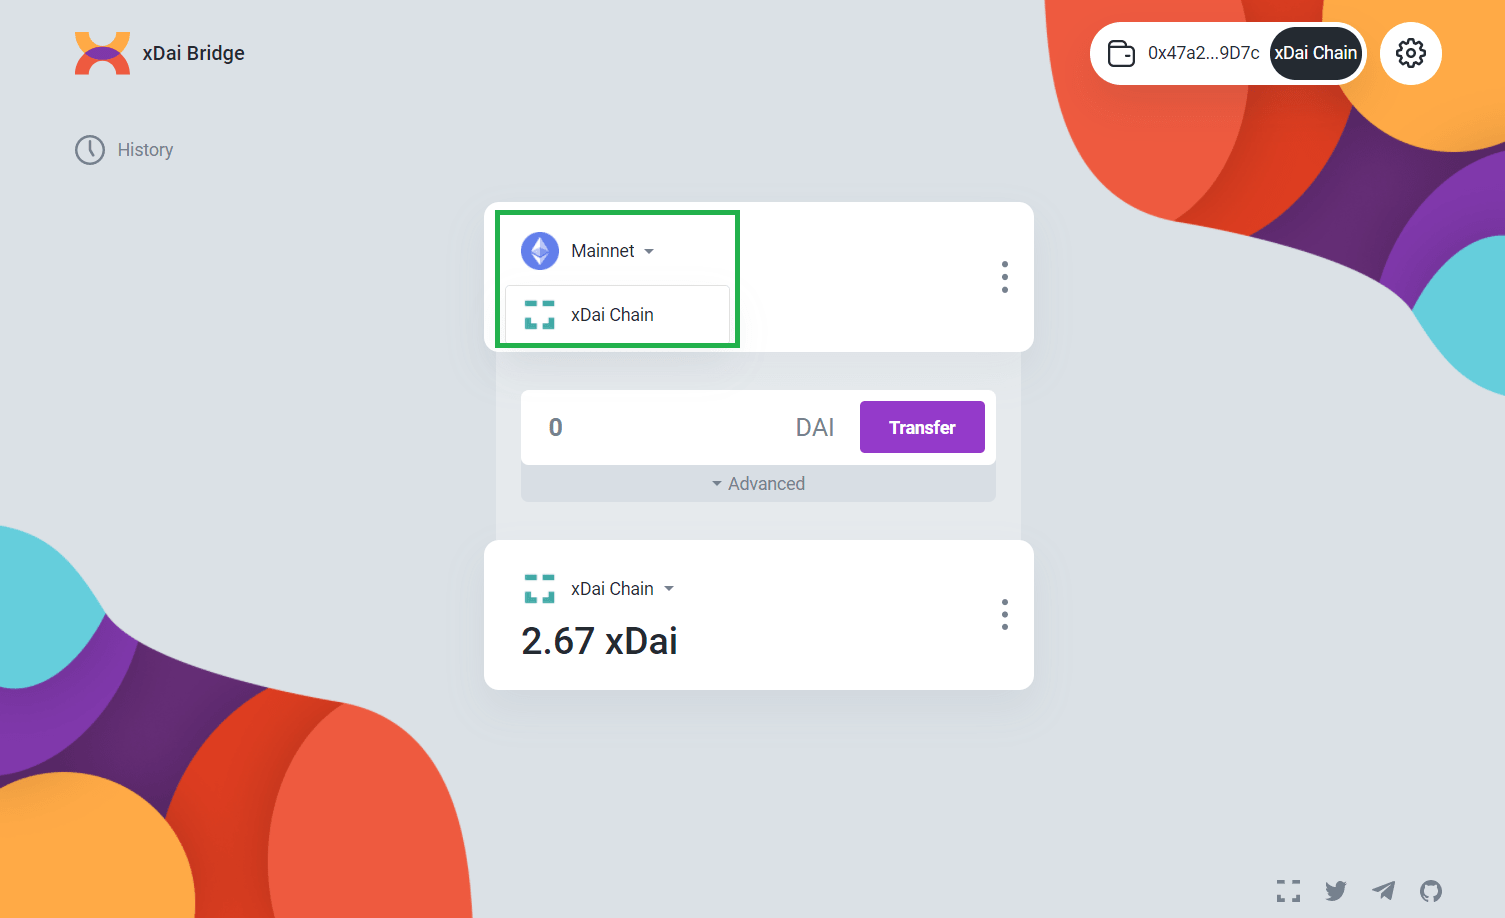 xDai Bridge
0x47a2...9D7c
xDai Chain
History
Mainnet
xDai Chain
0
DAI
Transfer
Advanced
xDai Chain
2.67 xDai